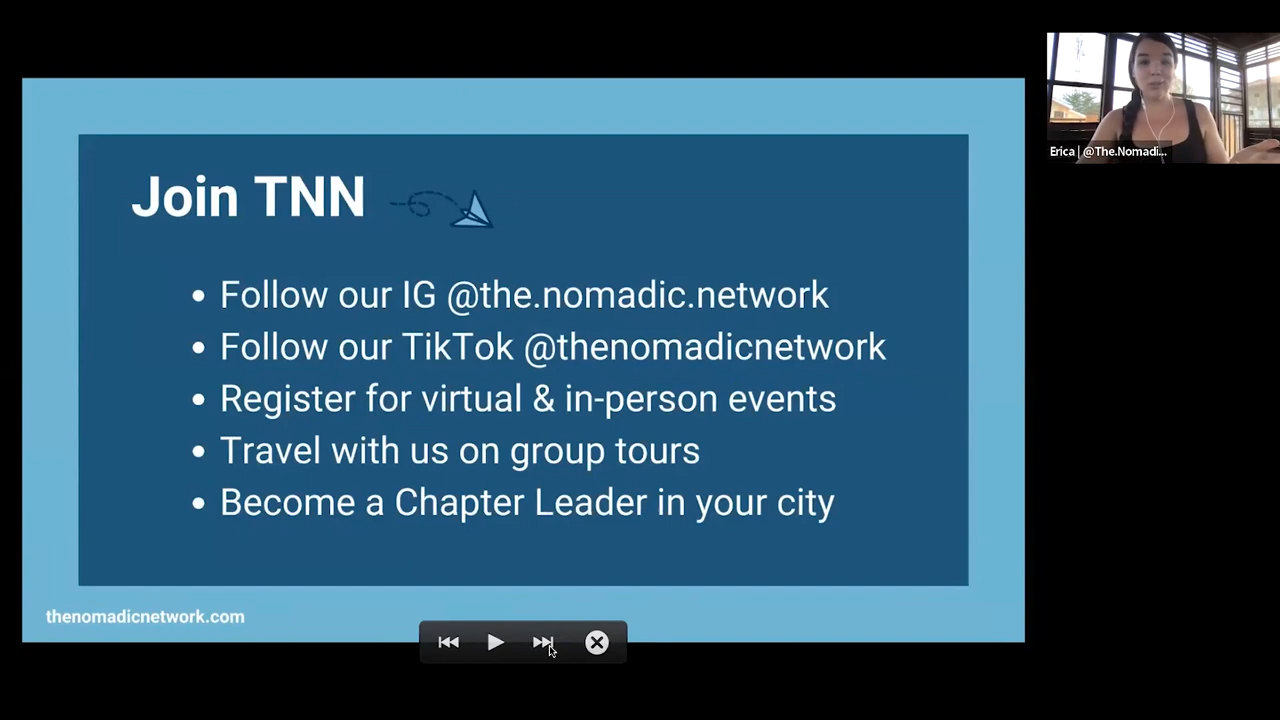 Join TNN
• Follow our IG @the.nomadic.network
• Follow our TikTok @thenomadicnetwork
• Register for virtual & in-person events
• Travel with us on group tours
• Become a Chapter Leader in your city
thenomadicnetwork.com
Erica | @The.Nomadi...